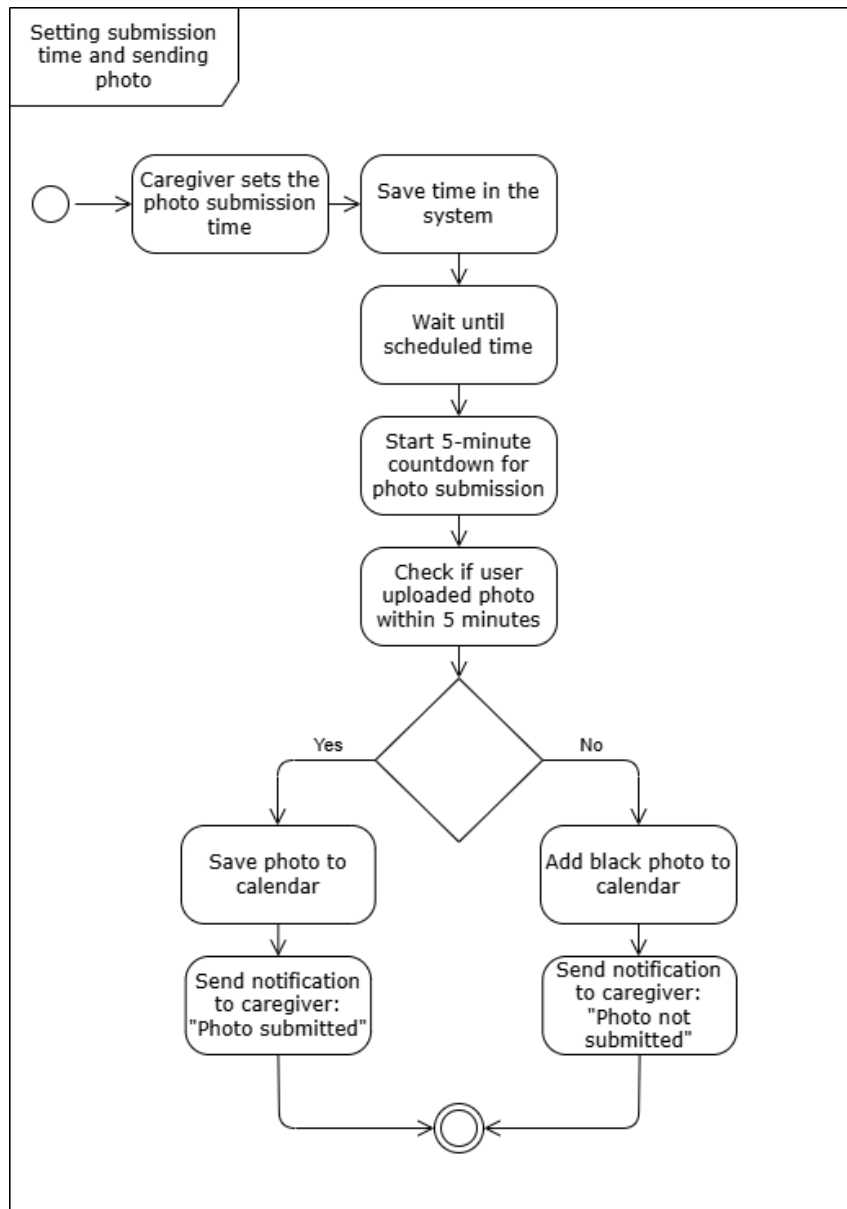 Setting submission
time and sending
photo
Caregiver sets the
photo submission
time
Save time in the
system
Wait until
scheduled time
Start 5-minute
countdown for
photo submission
Check if user
uploaded photo
within 5 minutes
Yes
No
Save photo to
calendar
Add black photo to
calendar
Send notification
to caregiver:
"Photo submitted"
Send notification
to caregiver:
"Photo not
submitted"